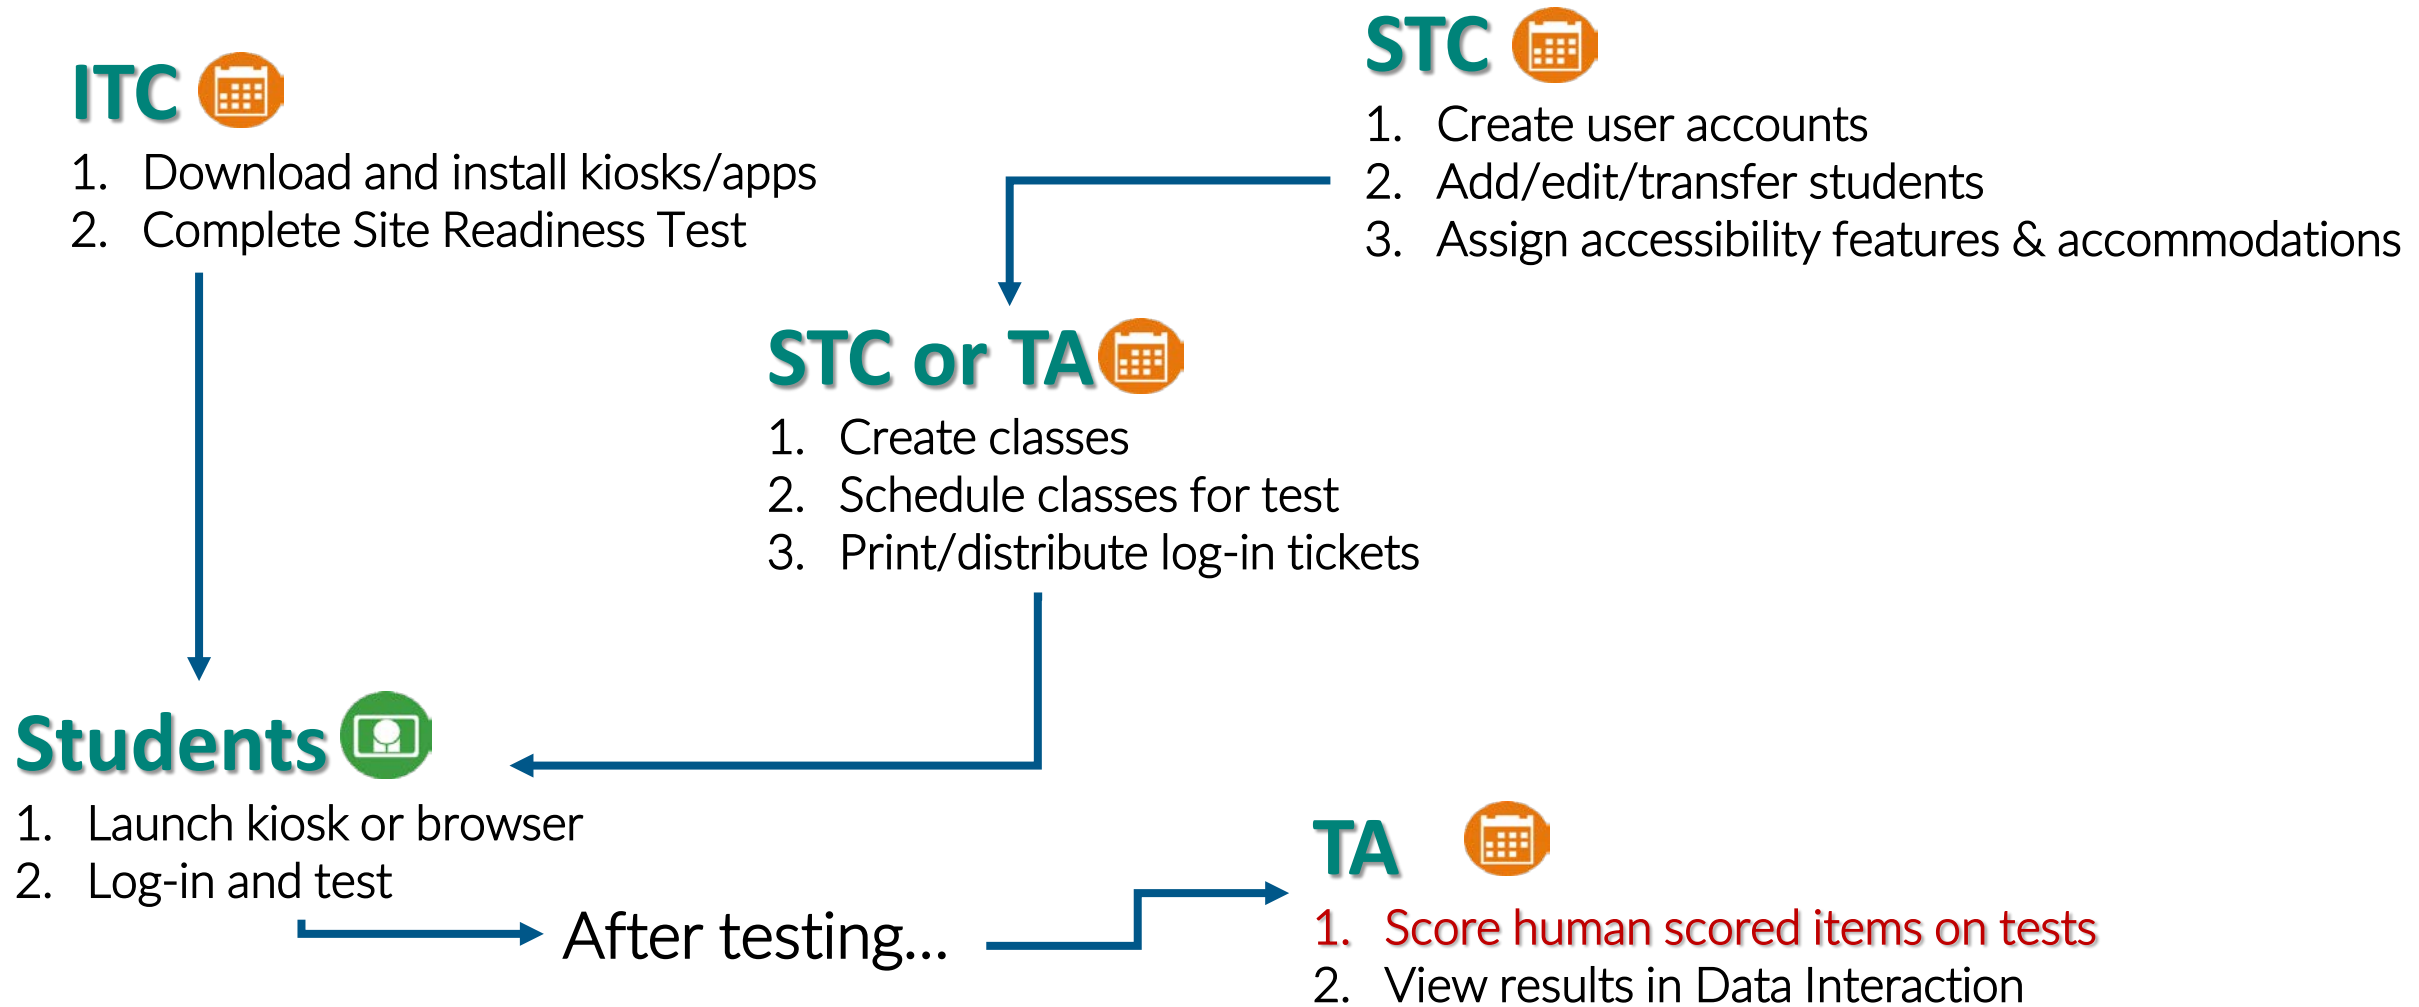 ITC
1. Download and install kiosks/apps
2. Complete Site Readiness Test
STC
1. Create user accounts
2. Add/edit/transfer students
3. Assign accessibility features & accommodations
STC or TA
1. Create classes
2. Schedule classes for test
3. Print/distribute log-in tickets
Students
1. Launch kiosk or browser
2. Log-in and test
After testing...
TA
1. Score human scored items on tests
2. View results in Data Interaction